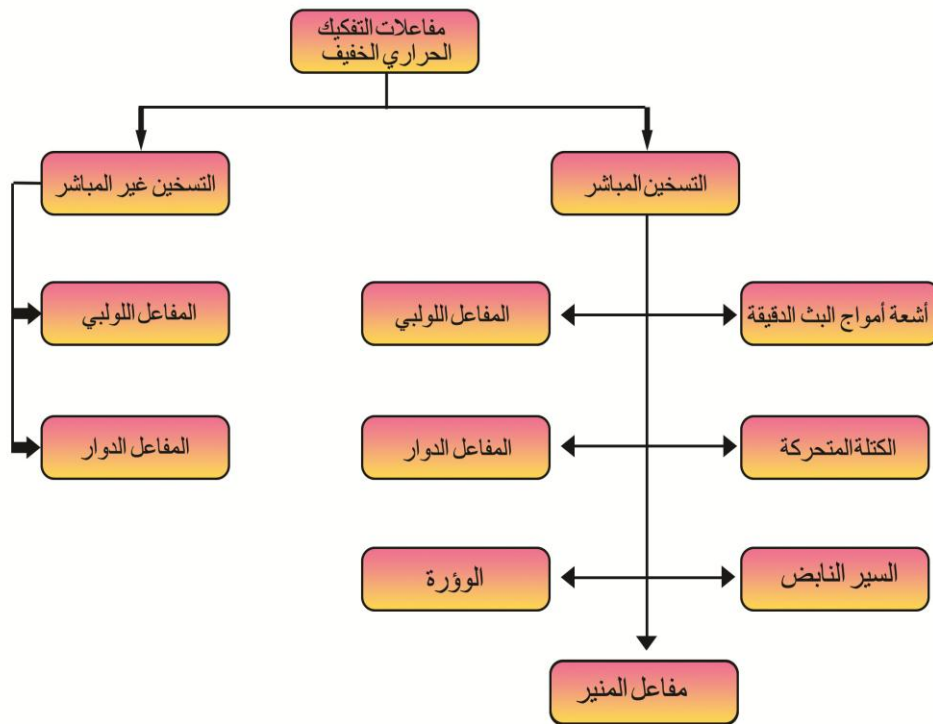 مفاعلات التفكيك
الحراري الخفيف
التسخين المباشر
التسخين غير المباشر
أشعة أمواج البث الدقيقة
المفاعل اللولبي
المفاعل اللولبي
الكتلة المتحركة
المفاعل الدوار
المفاعل الدوار
السير النابض
الوؤرة
مفاعل المنير